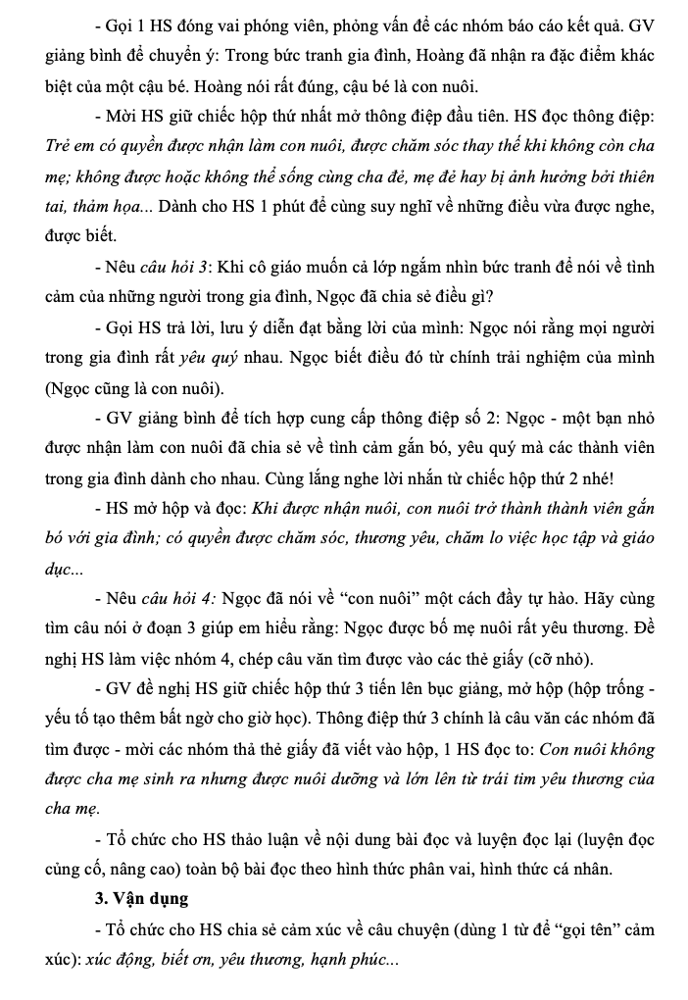 - Gọi 1 HS đóng vai phóng viên, phỏng vấn để các nhóm báo cáo kết quả. GV
giảng bình để chuyển ý: Trong bức tranh gia đình, Hoàng đã nhận ra đặc điểm khác
biệt của một cậu bé. Hoàng nói rất đúng, cậu bé là con nuôi.
- Mời HS giữ chiếc hộp thứ nhất mở thông điệp đầu tiên. HS đọc thông điệp:
Trẻ em có quyền được nhận làm con nuôi, được chăm sóc thay thế khi không còn cha
mẹ; không được hoặc không thể sống cùng cha đẻ, mẹ đẻ hay bị ảnh hưởng bởi thiên
tai, thảm họa... Dành cho HS 1 phút để cùng suy nghĩ về những điều vừa được nghe,
được biết.
- Nêu câu hỏi 3: Khi cô giáo muốn cả lớp ngắm nhìn bức tranh để nói về tình
cảm của những người trong gia đình, Ngọc đã chia sẻ điều gì?
- Gọi HS trả lời, lưu ý diễn đạt bằng lời của mình: Ngọc nói rằng mọi người
trong gia đình rất yêu quý nhau. Ngọc biết điều đó từ chính trải nghiệm của mình
(Ngọc cũng là con nuôi).
- GV giảng bình để tích hợp cung cấp thông điệp số 2: Ngọc - một bạn nhỏ
được nhận làm con nuôi đã chia sẻ về tình cảm gắn bó, yêu quý mà các thành viên
trong gia đình dành cho nhau. Cùng lắng nghe lời nhắn từ chiếc hộp thứ 2 nhé!
- HS mở hộp và đọc: Khi được nhận nuôi, con nuôi trở thành thành viên gắn
bó với gia đình; có quyền được chăm sóc, thương yêu, chăm lo việc học tập và giáo
dục...
- Nêu câu hỏi 4: Ngọc đã nói về “con nuôi” một cách đầy tự hào. Hãy cùng
tìm câu nói ở đoạn 3 giúp em hiểu rằng: Ngọc được bố mẹ nuôi rất yêu thương. Đề
nghị HS làm việc nhóm 4, chép câu văn tìm được vào các thẻ giấy (cỡ nhỏ).
- GV đề nghị HS giữ chiếc hộp thứ 3 tiến lên bục giảng, mở hộp (hộp trống -
yếu tố tạo thêm bất ngờ cho giờ học). Thông điệp thứ 3 chính là câu văn các nhóm đã
tìm được - mời các nhóm thả thẻ giấy đã viết vào hộp, 1 HS đọc to: Con nuôi không
được cha mẹ sinh ra nhưng được nuôi dưỡng và lớn lên từ trái tim yêu thương của
cha mẹ.
- Tổ chức cho HS thảo luận về nội dung bài đọc và luyện đọc lại (luyện đọc
củng cố, nâng cao) toàn bộ bài đọc theo hình thức phân vai, hình thức cá nhân.
3. Vận dụng
- Tổ chức cho HS chia sẻ cảm xúc về câu chuyện (dùng 1 từ để “gọi tên” cảm
xúc): xúc động, biết ơn, yêu thương, hạnh phúc...